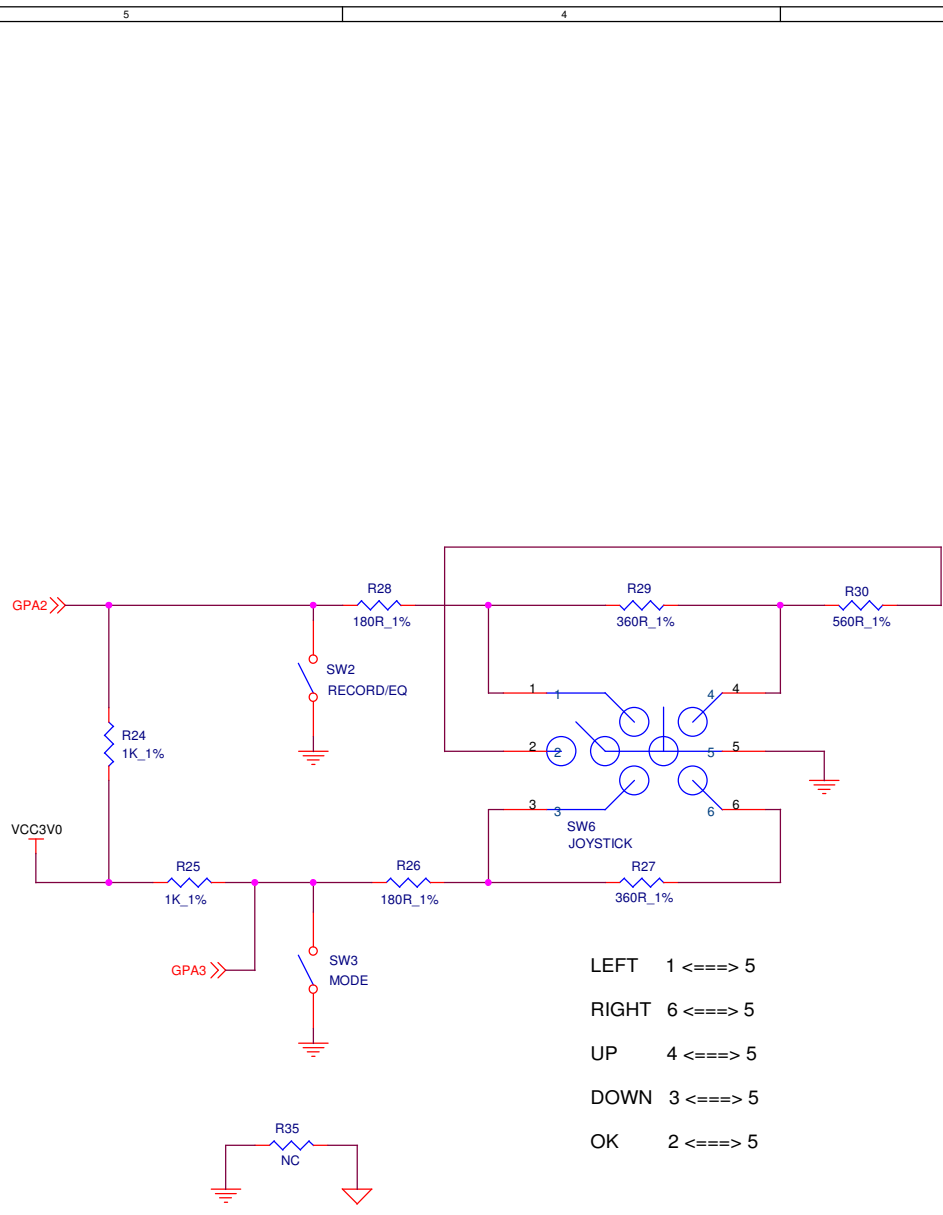 5 4
GPA2
R28
180R_1%
R29
360R_1%
R30
560R_1%
SW2
RECORD/EQ
R24
1K_1%
1 1
4 4
2 2
5 5
3 3
6 6
SW6
JOYSTICK
VCC3V0
R25
1K_1%
R26
180R_1%
R27
360R_1%
GPA3
SW3
MODE
LEFT 1 <===> 5
RIGHT 6 <===> 5
UP 4 <===> 5
DOWN 3 <===> 5
OK 2 <===> 5
R35
NC